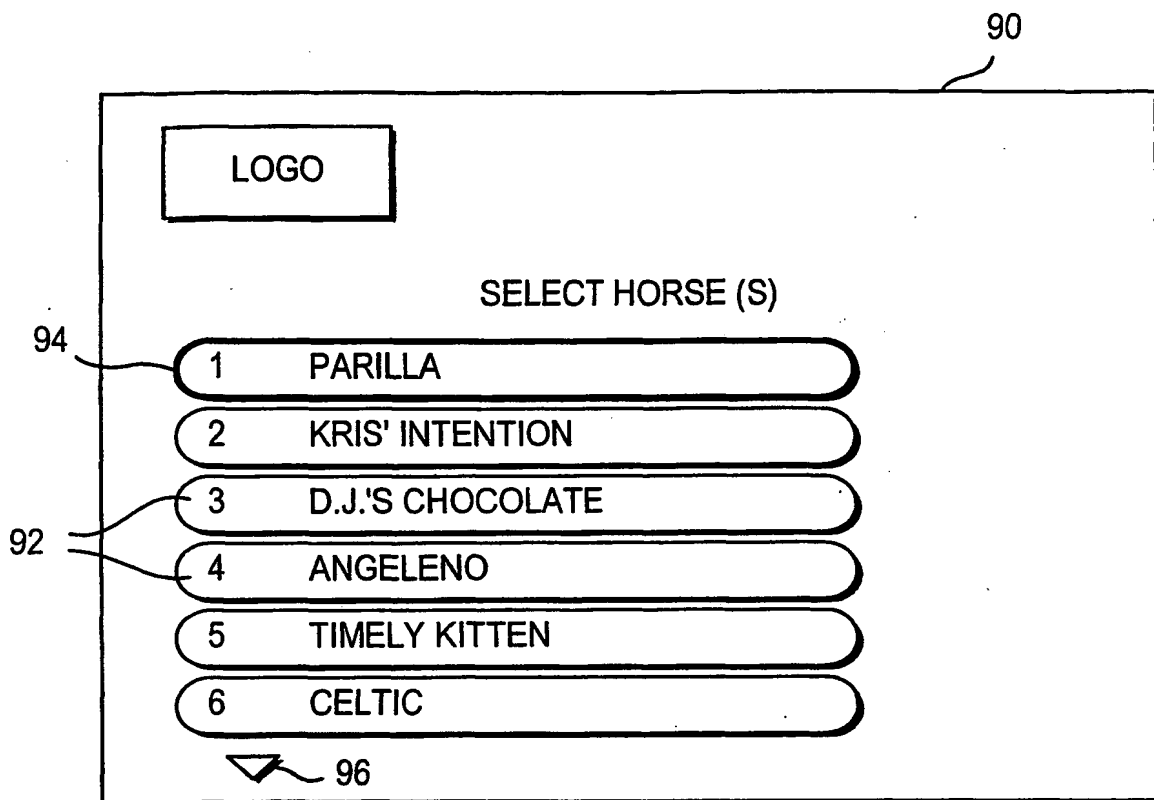 90
LOGO
SELECT HORSE (S)
94
1 PARILLA
2 KRIS' INTENTION
3 D.J.'S CHOCOLATE
92
4 ANGELENO
5 TIMELY KITTEN
6 CELTIC
96